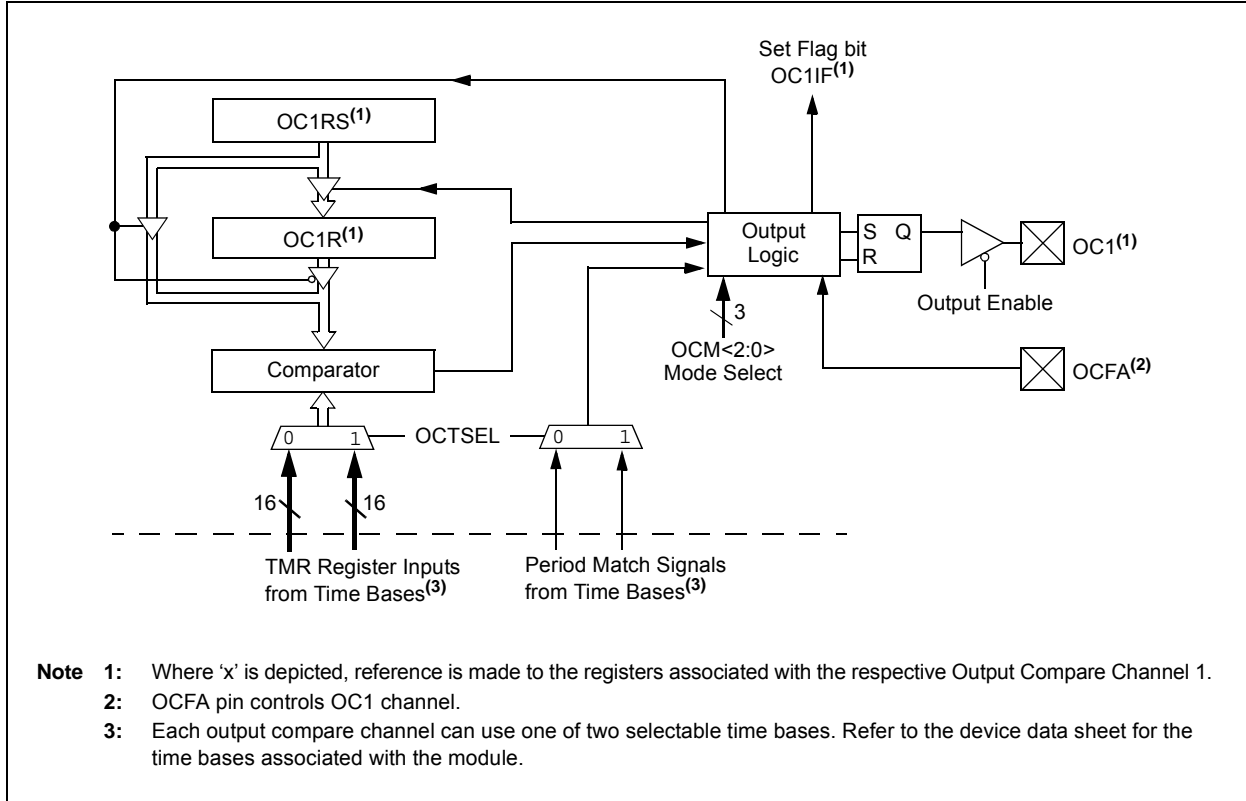 Set Flag bit
OC1IF(1)
OC1RS(1)
OC1R(1)
Output
Logic
S Q
R
OC1(1)
Output Enable
3
OCM<2:0>
Mode Select
OCFA(2)
Comparator
0 1
OCTSEL
0 1
16
16
TMR Register Inputs
from Time Bases(3)
Period Match Signals
from Time Bases(3)
Note 1: Where ‘x’ is depicted, reference is made to the registers associated with the respective Output Compare Channel 1.
2: OCFA pin controls OC1 channel.
3: Each output compare channel can use one of two selectable time bases. Refer to the device data sheet for the
time bases associated with the module.